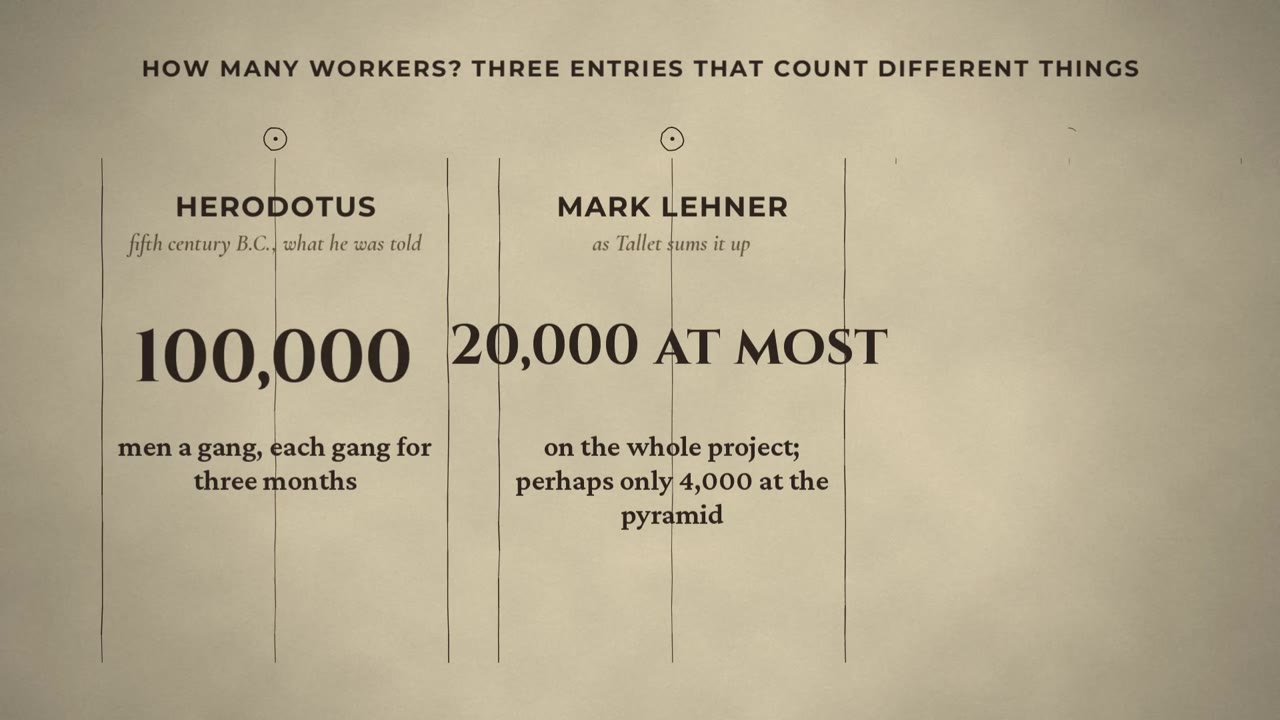 HOW MANY WORKERS? THREE ENTRIES THAT COUNT DIFFERENT THINGS
HERODOTUS
fifth century B.C., what he was told
100,000
men a gang, each gang for
three months
MARK LEHNER
as Tallet sums it up
20,000 AT MOST
on the whole project;
perhaps only 4,000 at the
pyramid